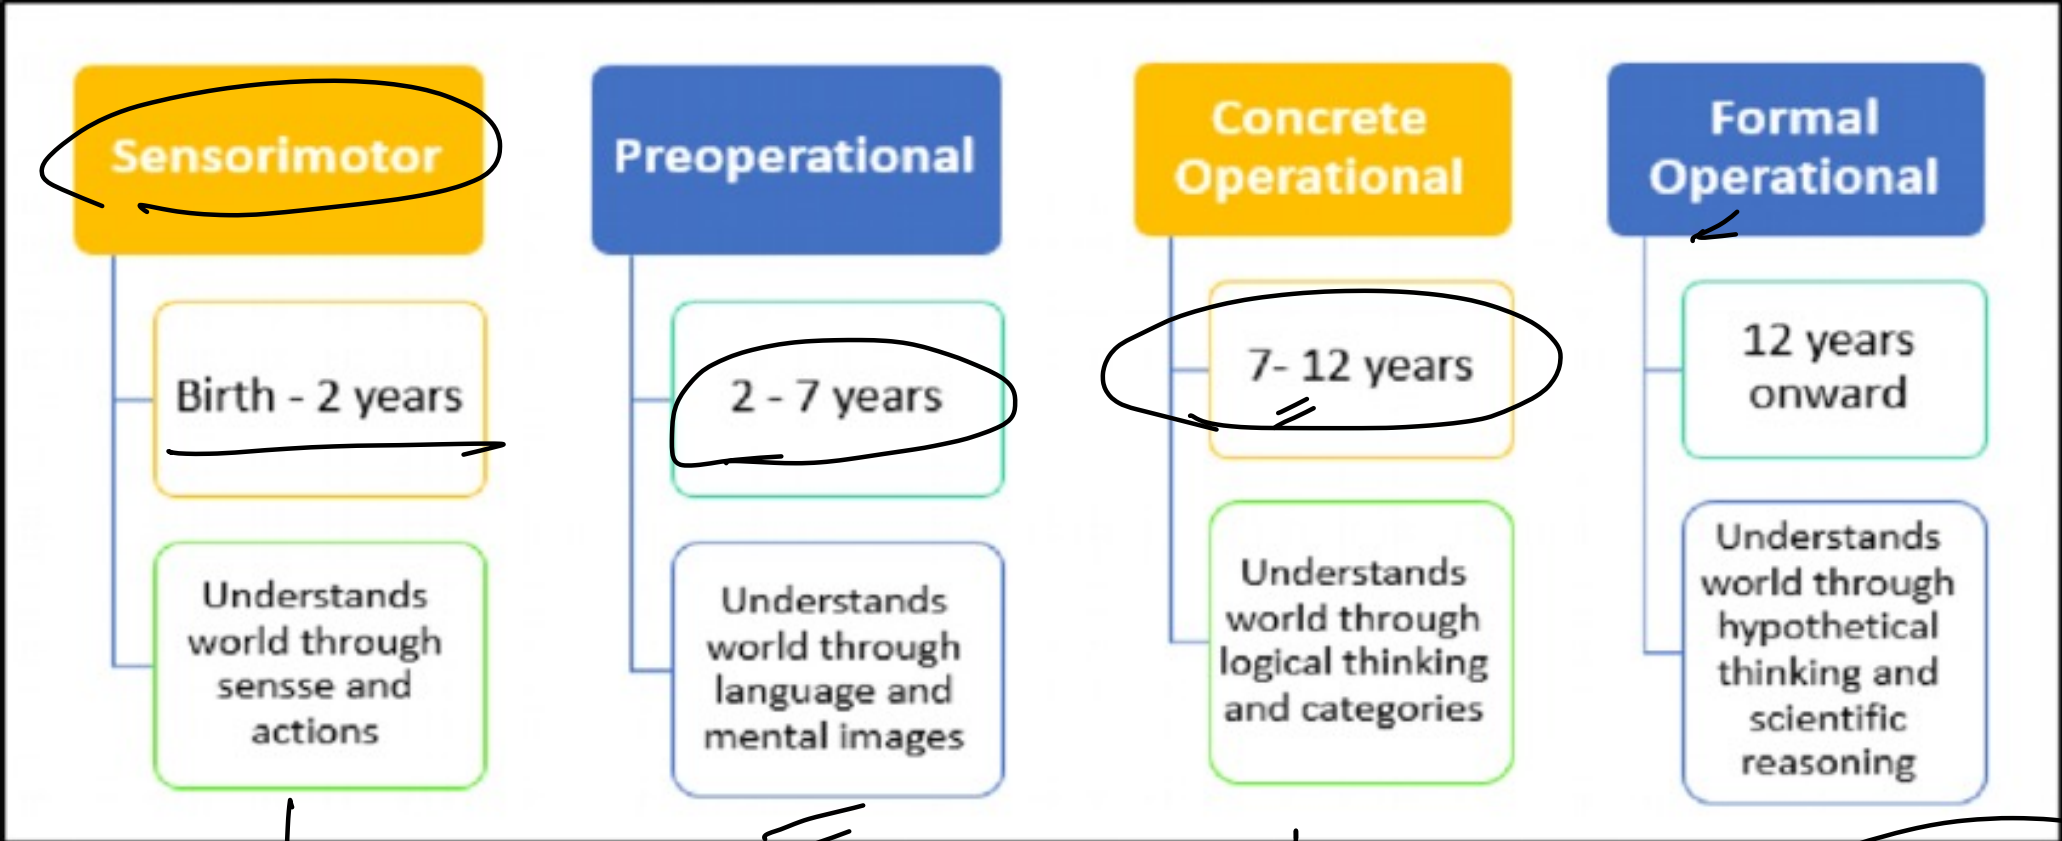 Sensorimotor
Birth - 2 years
Understands
world through
sensse and
actions
Preoperational
2 - 7 years
Understands
world through
language and
mental images
Concrete
Operational
7- 12 years
Understands
world through
logical thinking
and categories
Formal
Operational
12 years
onward
Understands
world through
hypothetical
thinking and
scientific
reasoning